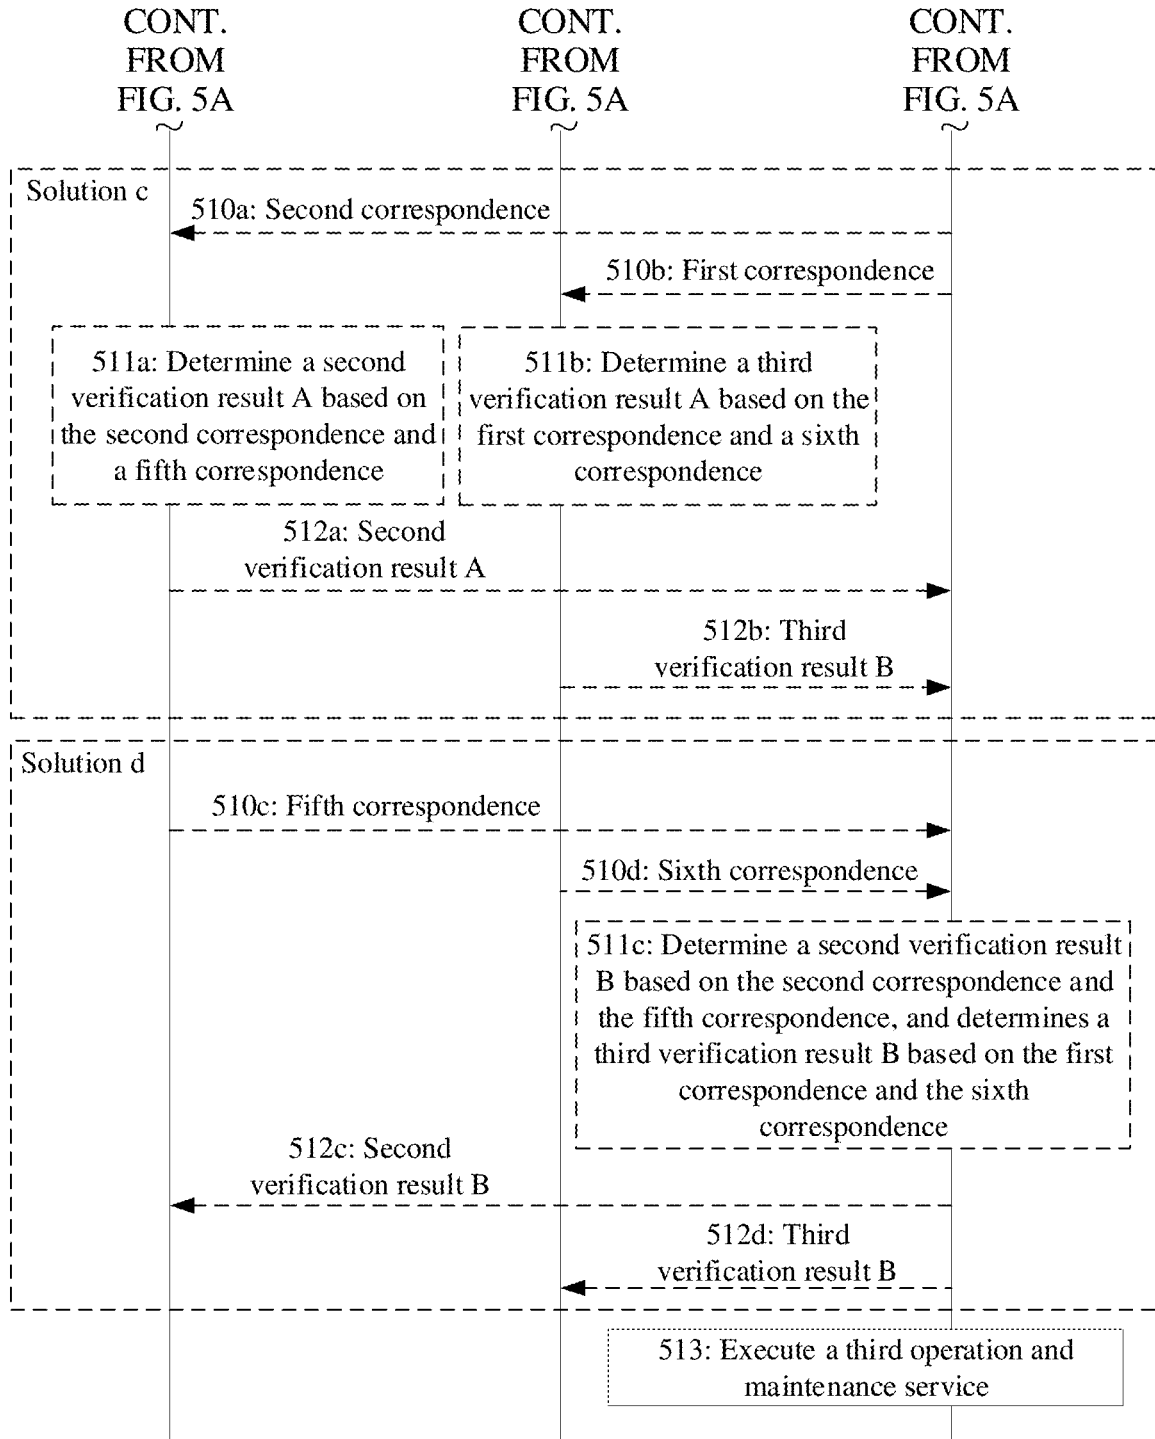 CONT.
FROM
FIG. 5A
CONT.
FROM
FIG. 5A
CONT.
FROM
FIG. 5A
Solution c
510a: Second correspondence
510b: First correspondence
511a: Determine a second
verification result A based on
the second correspondence and
a fifth correspondence
511b: Determine a third
verification result A based on the
first correspondence and a sixth
correspondence
512a: Second
verification result A
512b: Third
verification result B
Solution d
510c: Fifth correspondence
510d: Sixth correspondence
511c: Determine a second verification result
B based on the second correspondence and
the fifth correspondence, and determines a
third verification result B based on the first
correspondence and the sixth
correspondence
512c: Second
verification result B
512d: Third
verification result B
513: Execute a third operation and
maintenance service